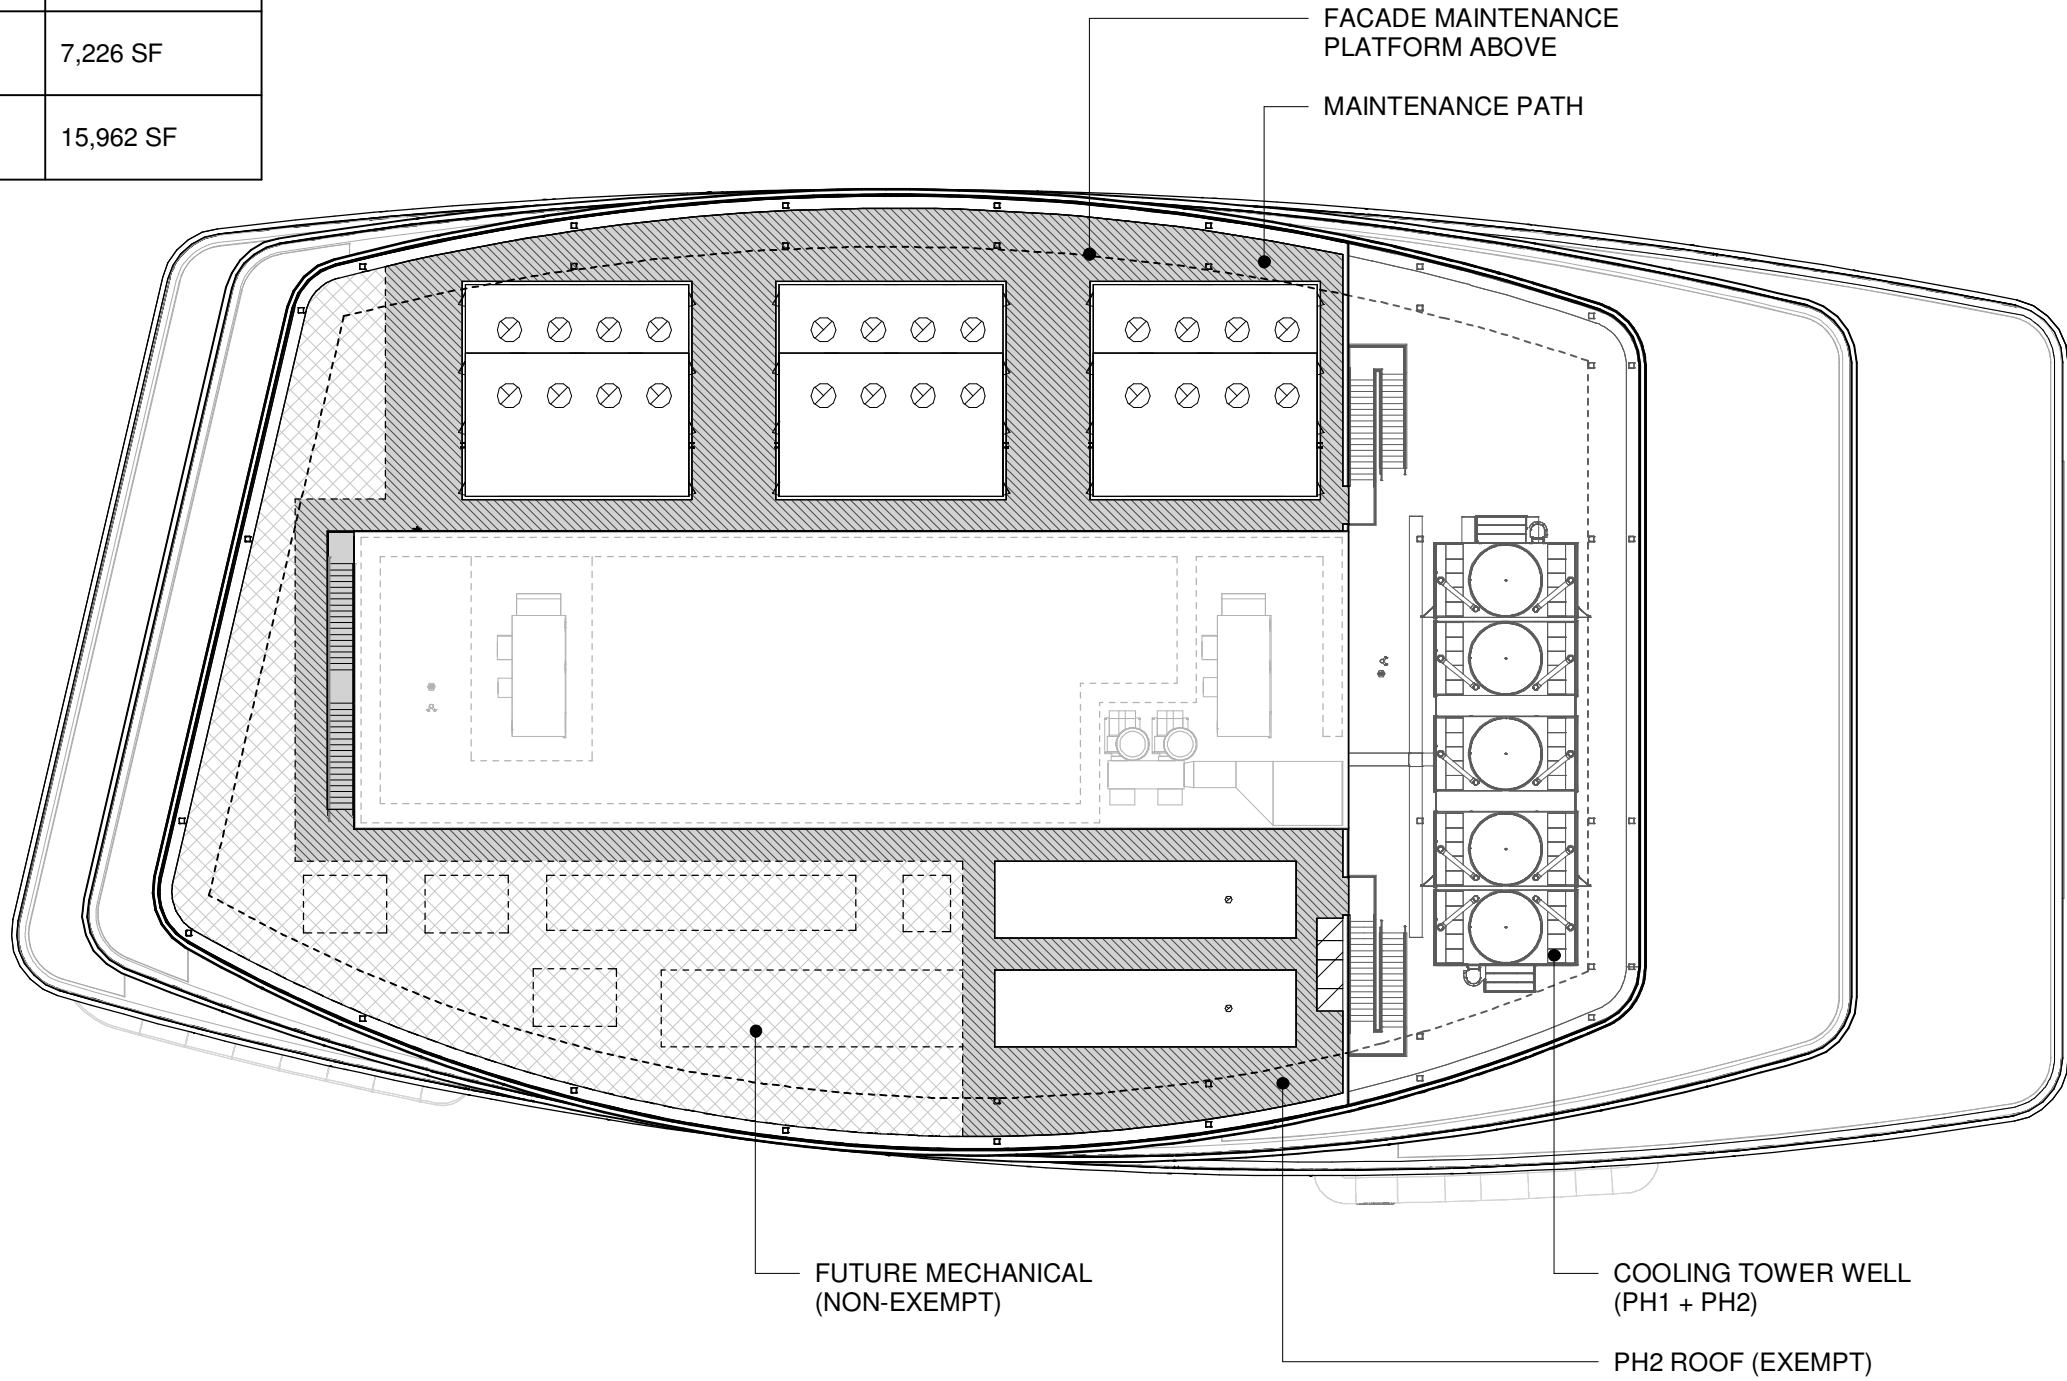 7,226 SF
15,962 SF
FACADE MAINTENANCE
PLATFORM ABOVE
MAINTENANCE PATH
FUTURE MECHANICAL
(NON-EXEMPT)
COOLING TOWER WELL
(PH1 + PH2)
PH2 ROOF (EXEMPT)